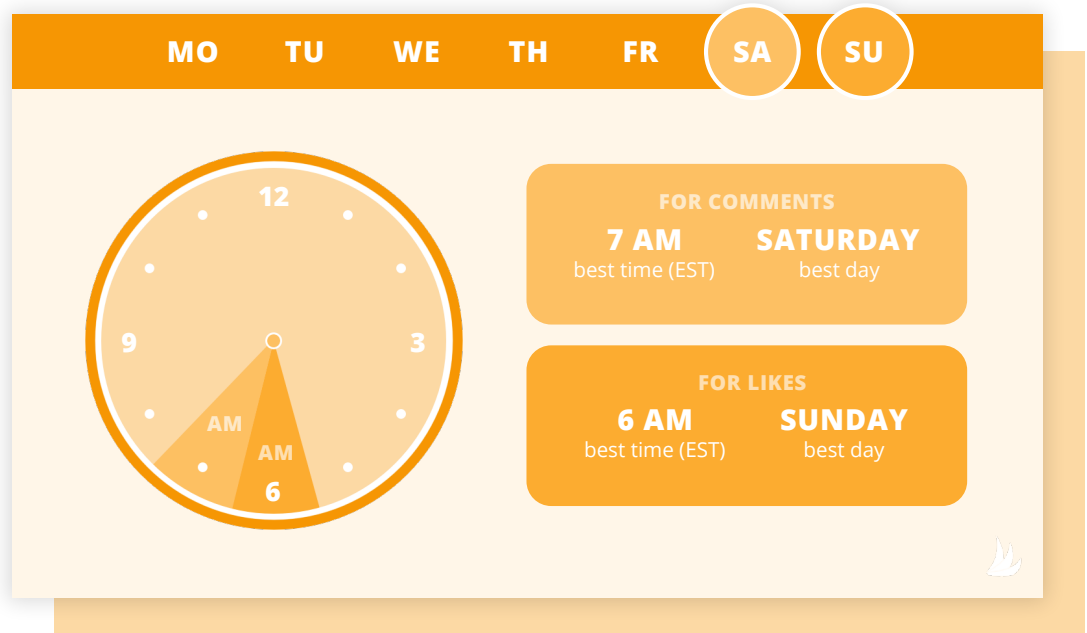 MO TU WE TH FR SA SU
12
9 3
AM
AM
6
FOR COMMENTS
7 AM SATURDAY
best time (EST) best day
FOR LIKES
6 AM SUNDAY
best time (EST) best day